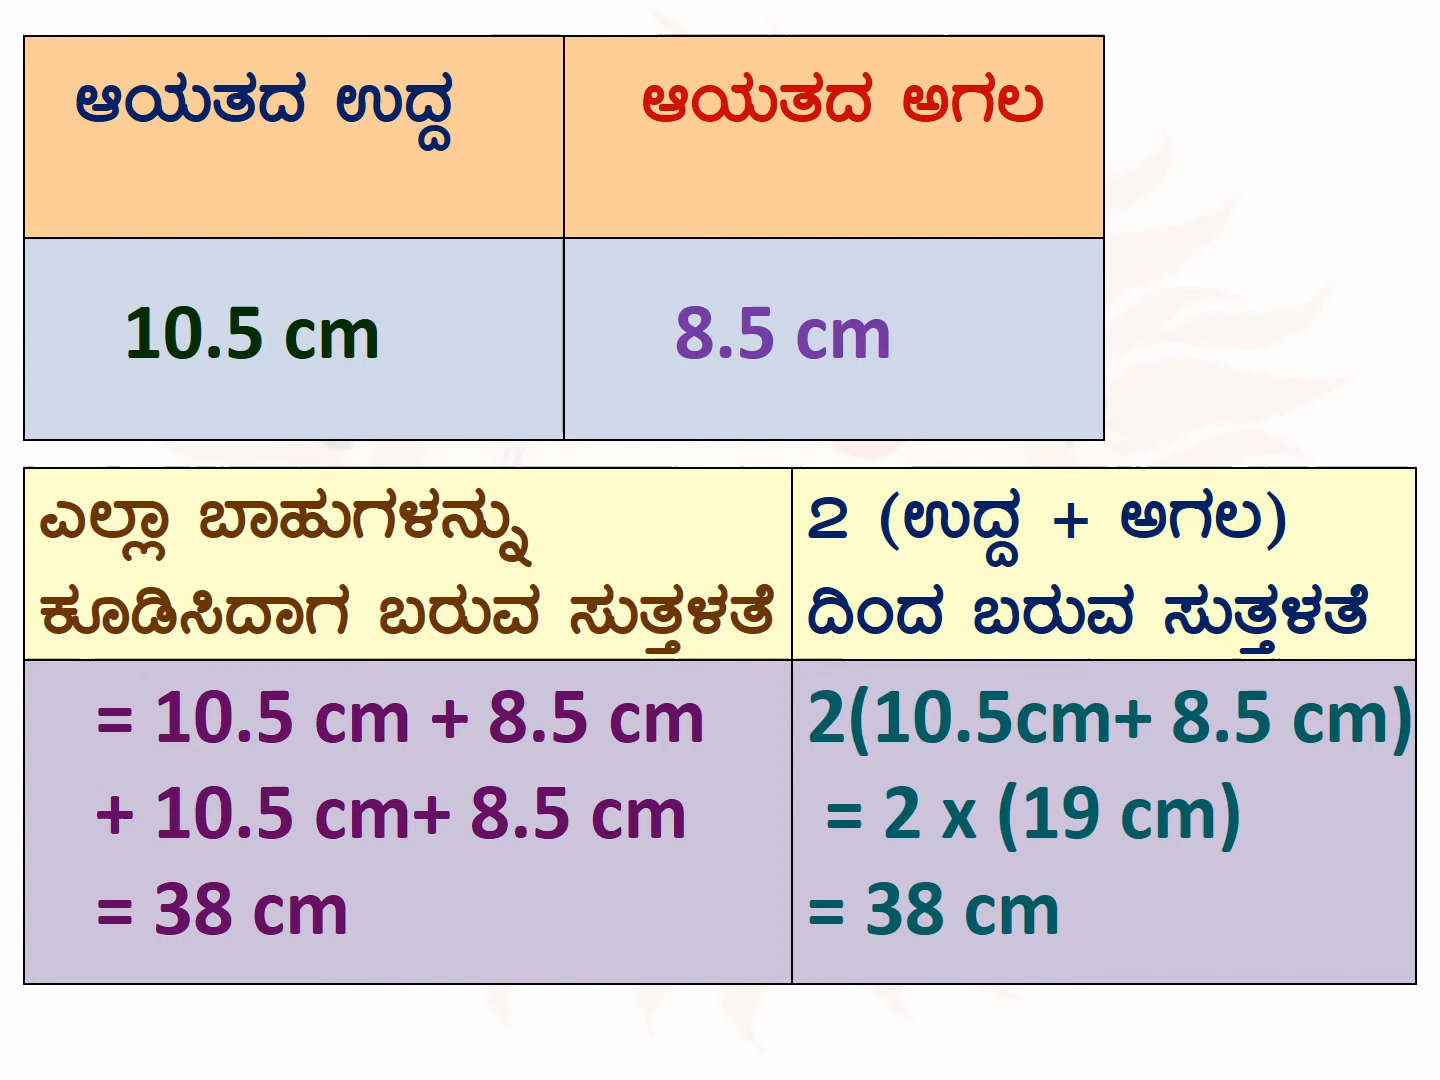 ಆಯತದ ಉದ್ದ
ಆಯತದ ಅಗಲ
10.5 cm
8.5 cm
ಎಲ್ಲಾ ಬಾಹುಗಳನ್ನು
ಕೂಡಿಸಿದಾಗ ಬರುವ ಸುತ್ತಳತೆ
೨ (ಉದ್ದ + ಅಗಲ)
ದಿಂದ ಬರುವ ಸುತ್ತಳತೆ
= 10.5 cm + 8.5 cm
+ 10.5 cm+ 8.5 cm
= 38 cm
2(10.5cm+ 8.5 cm)
= 2 x (19 cm)
= 38 cm